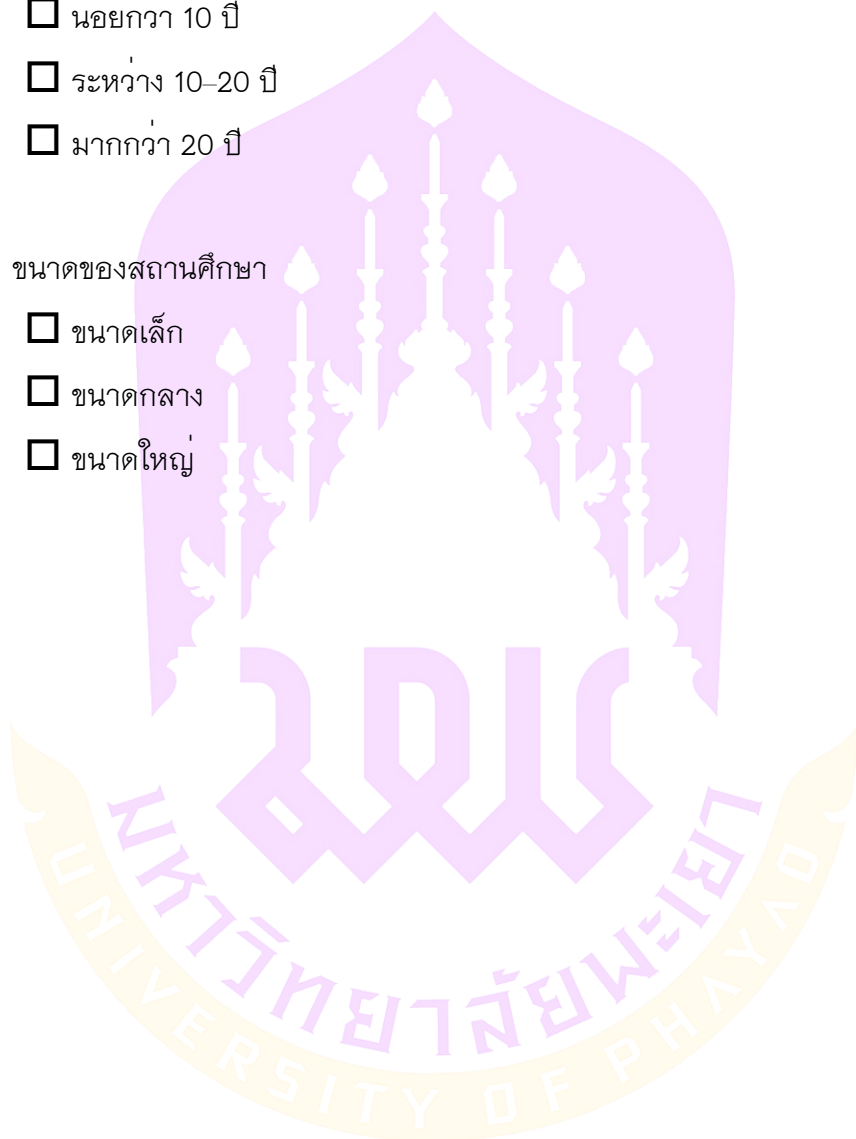 ☐ นอยกวา 10 ปี
☐ ระหว่าง 10–20 ปี
☐ มากกว่า 20 ปี
ขนาดของสถานศึกษา
☐ ขนาดเล็ก
☐ ขนาดกลาง
☐ ขนาดใหญ่
มหาวิทยาลัยพะเยา
UNIVERSITY OF PHAYAO